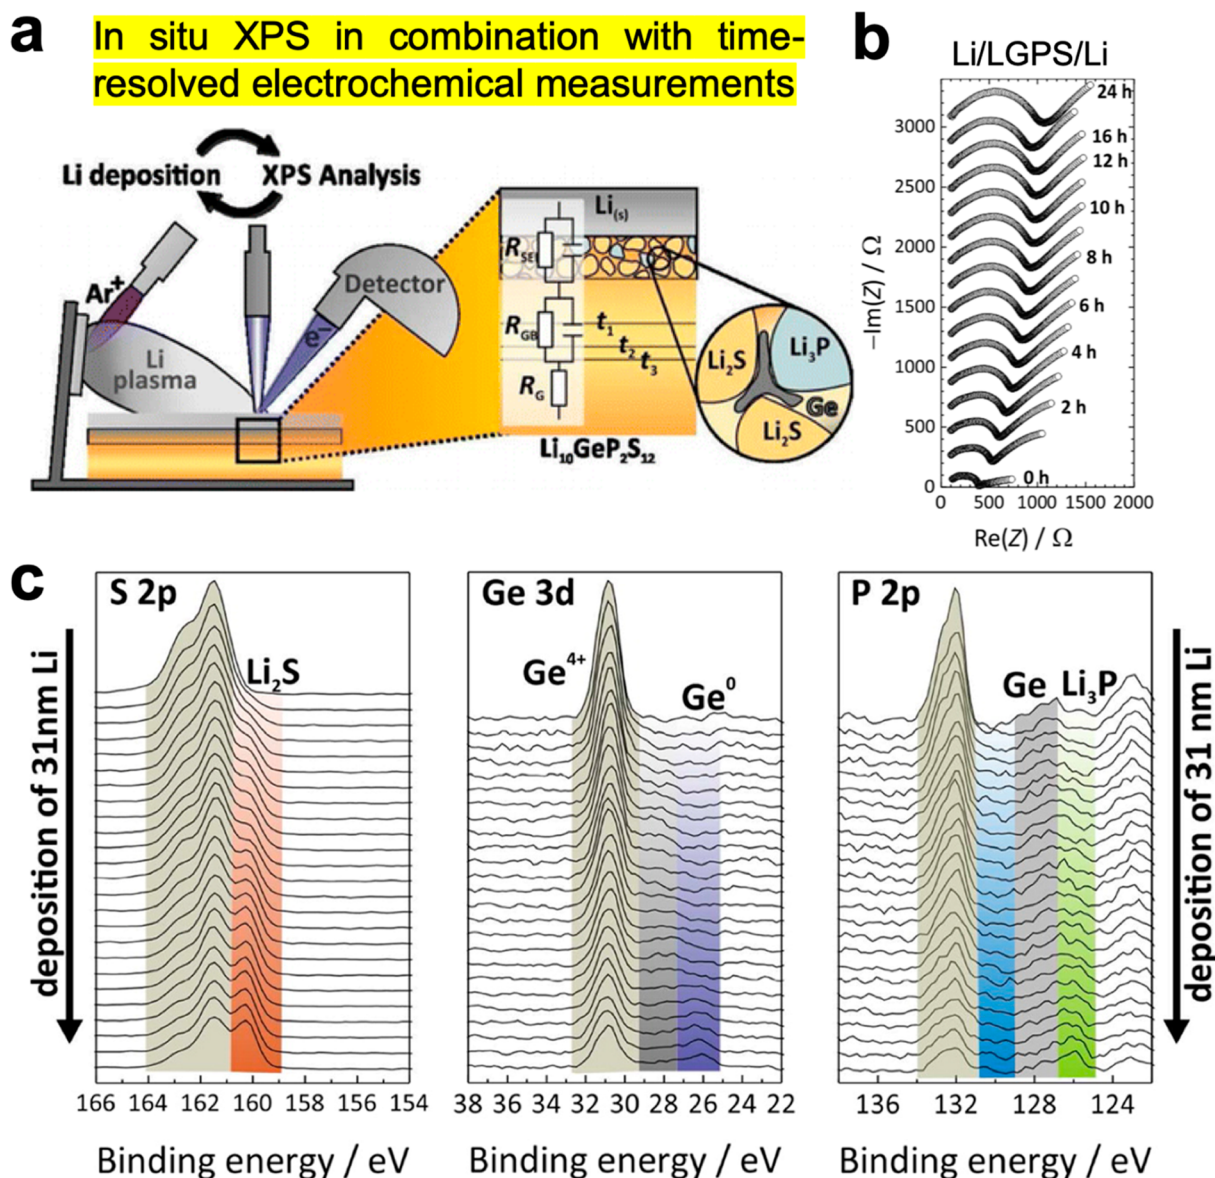 a
In situ XPS in combination with time-
resolved electrochemical measurements
Li deposition
XPS Analysis
Ar⁺
Li
plasma
e⁻
Detector
Li₍ₛ₎
R_SEI
R_GB
R_G
t₁
t₂
t₃
Li₁₀GeP₂S₁₂
Li₂S
Li₃P
Ge
Li₂S
b
Li/LGPS/Li
−Im(Z) / Ω
3000
2500
2000
1500
1000
500
0
24 h
16 h
12 h
10 h
8 h
6 h
4 h
2 h
0 h
0 500 1000 1500 2000
Re(Z) / Ω
c
deposition of 31nm Li
S 2p
Li₂S
166 164 162 160 158 156 154
Binding energy / eV
Ge 3d
Ge⁴⁺
Ge⁰
38 36 34 32 30 28 26 24 22
Binding energy / eV
P 2p
Ge
Li₃P
136 132 128 124
Binding energy / eV
deposition of 31 nm Li